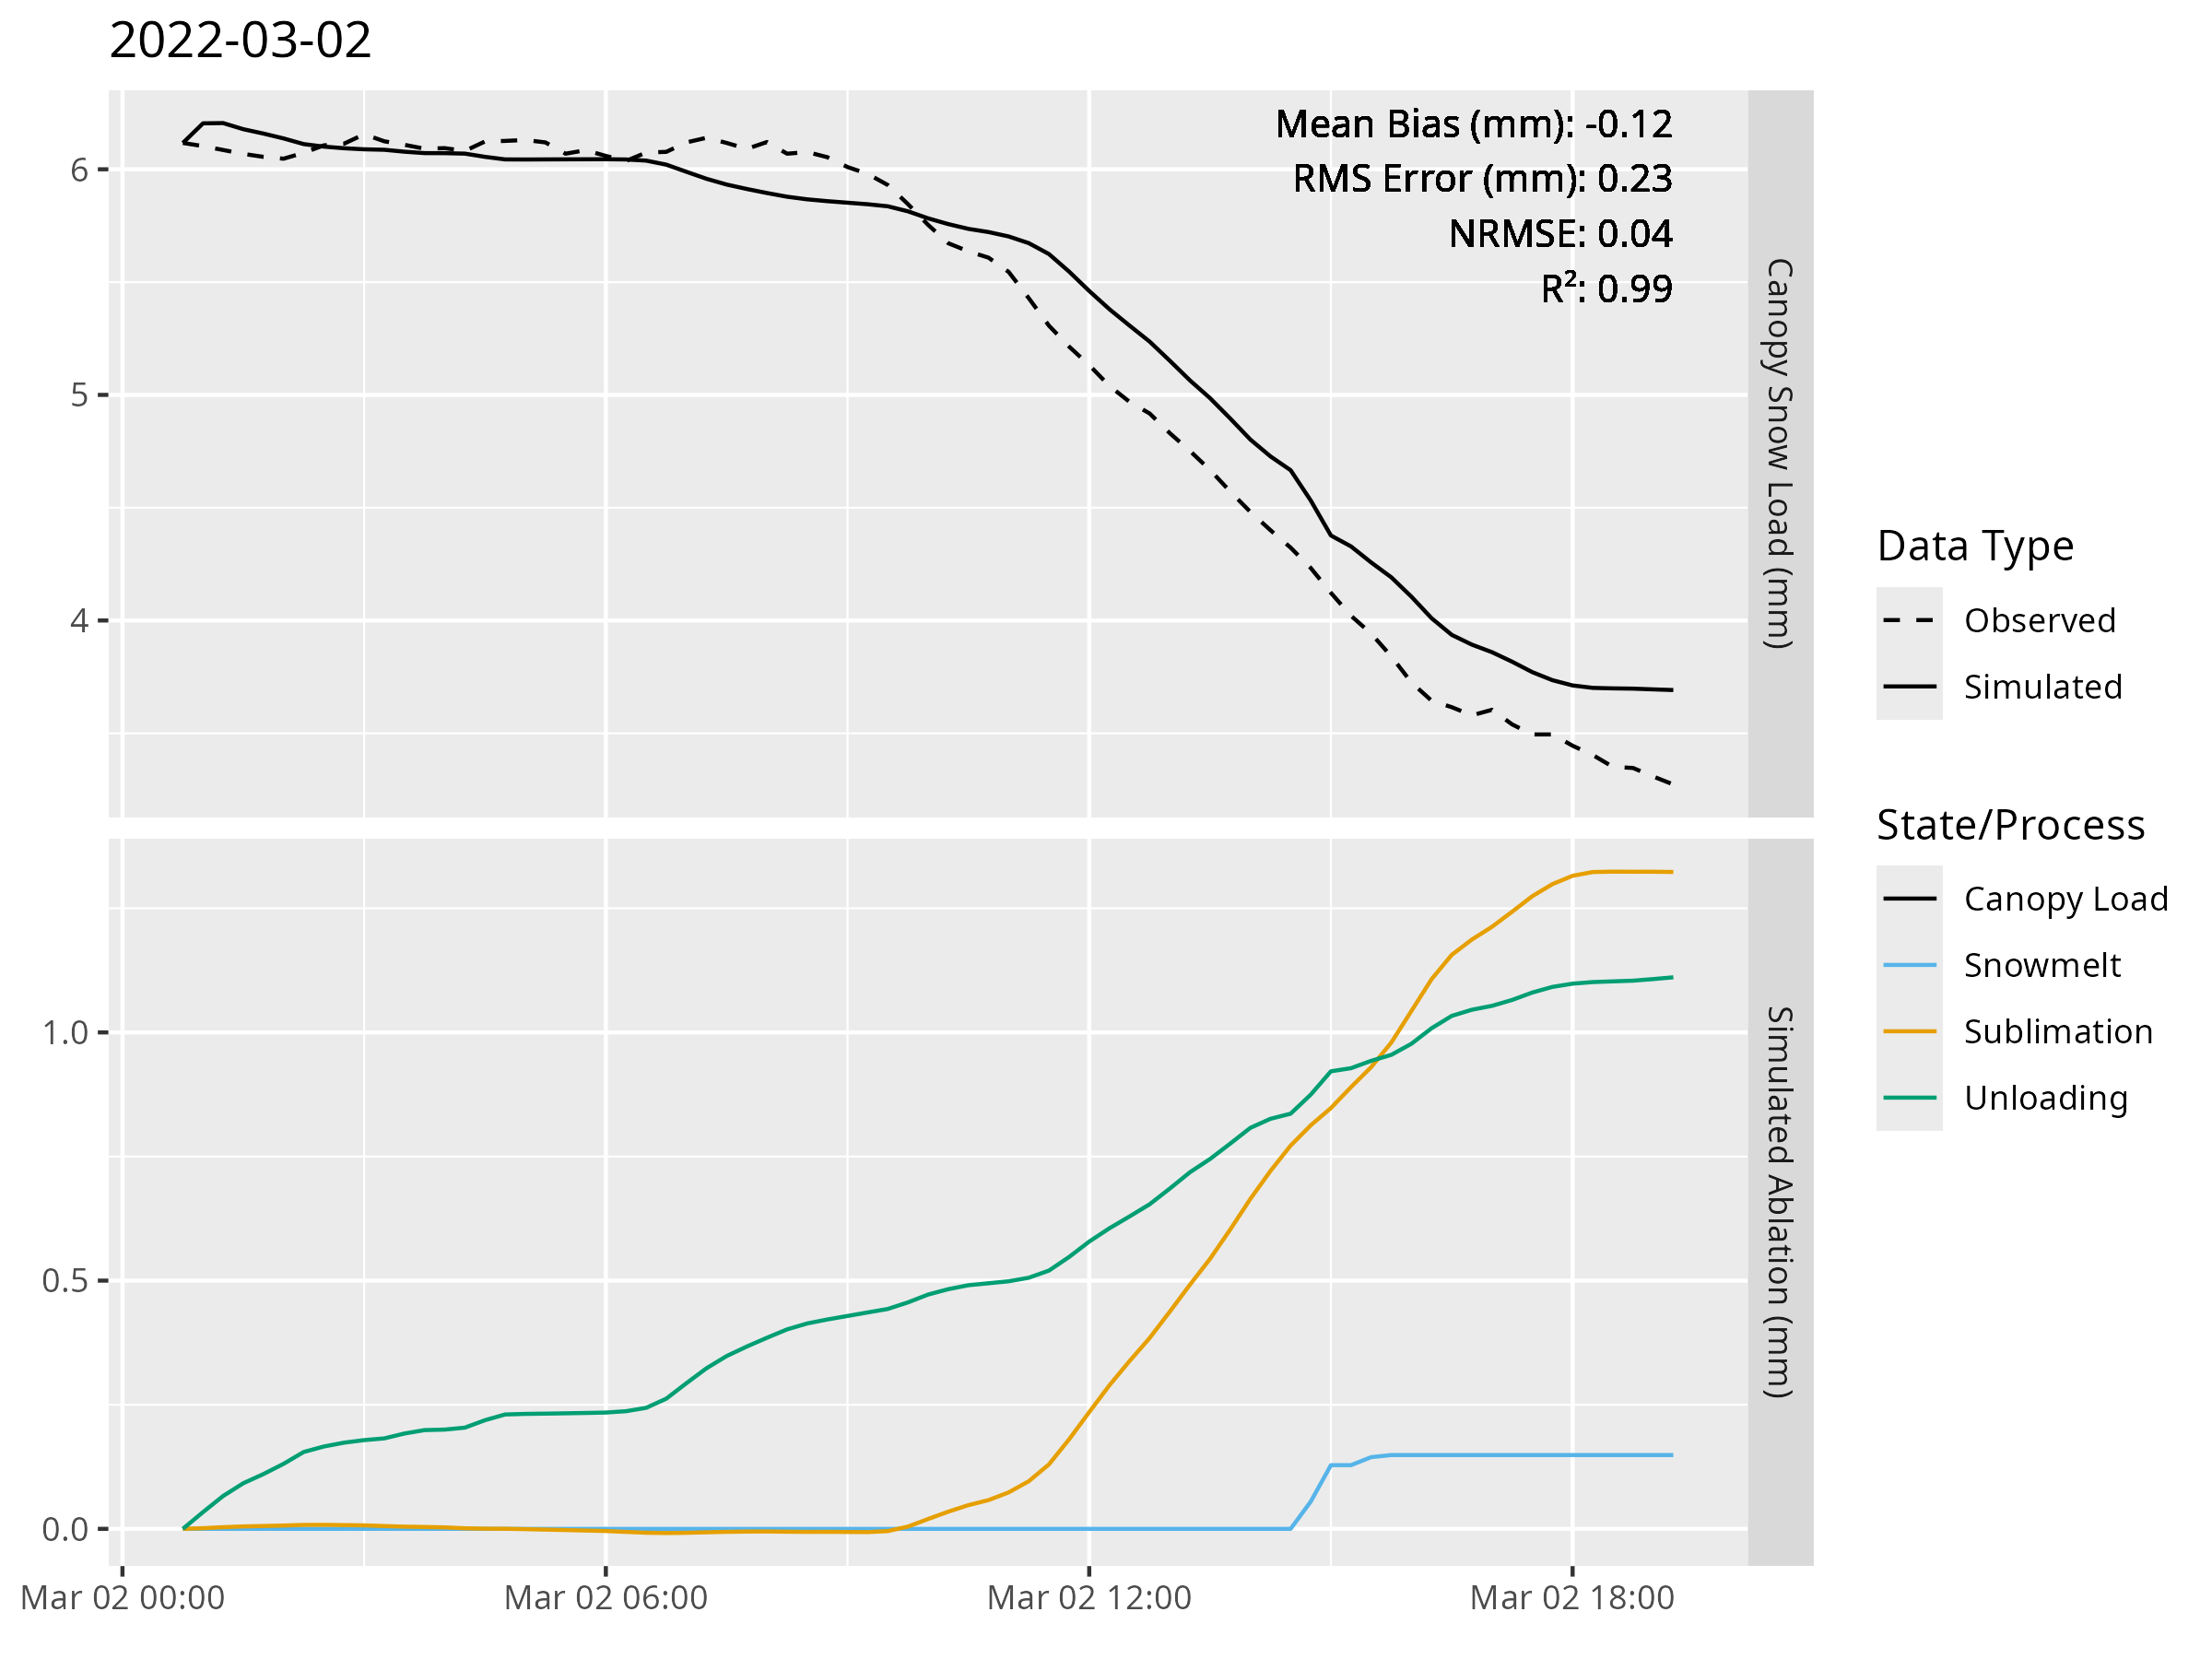 2022-03-02
Mean Bias (mm): -0.12
RMS Error (mm): 0.23
NRMSE: 0.04
R²: 0.99
6
5
4
Canopy Snow Load (mm)
1.0
0.5
0.0
Simulated Ablation (mm)
Mar 02 00:00
Mar 02 06:00
Mar 02 12:00
Mar 02 18:00
Data Type
Observed
Simulated
State/Process
Canopy Load
Snowmelt
Sublimation
Unloading